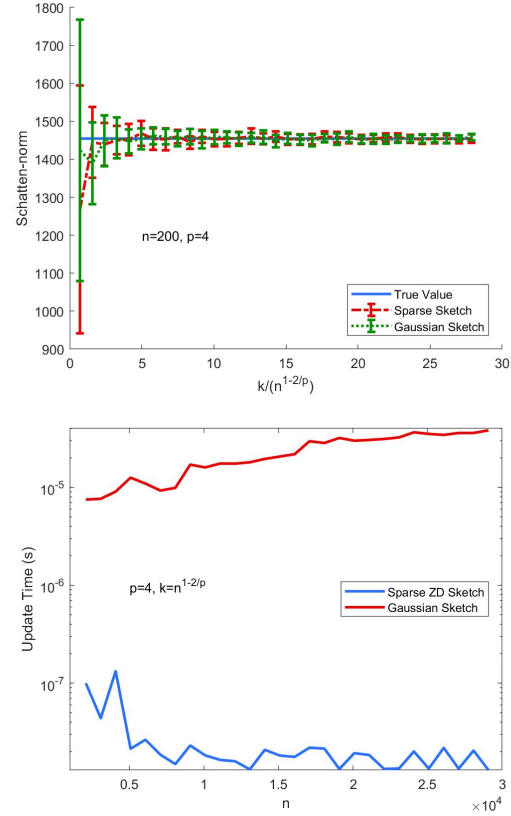 1800
1700
1600
1500
1400
1300
1200
1100
1000
900
Schatten-norm
n=200, p=4
True Value
Sparse Sketch
Gaussian Sketch
0 5 10 15 20 25 30
k/(n^{1-2/p})
10^{-5}
10^{-6}
10^{-7}
Update Time (s)
p=4, k=n^{1-2/p}
Sparse ZD Sketch
Gaussian Sketch
0.5 1 1.5 2 2.5 3
n
×10^4